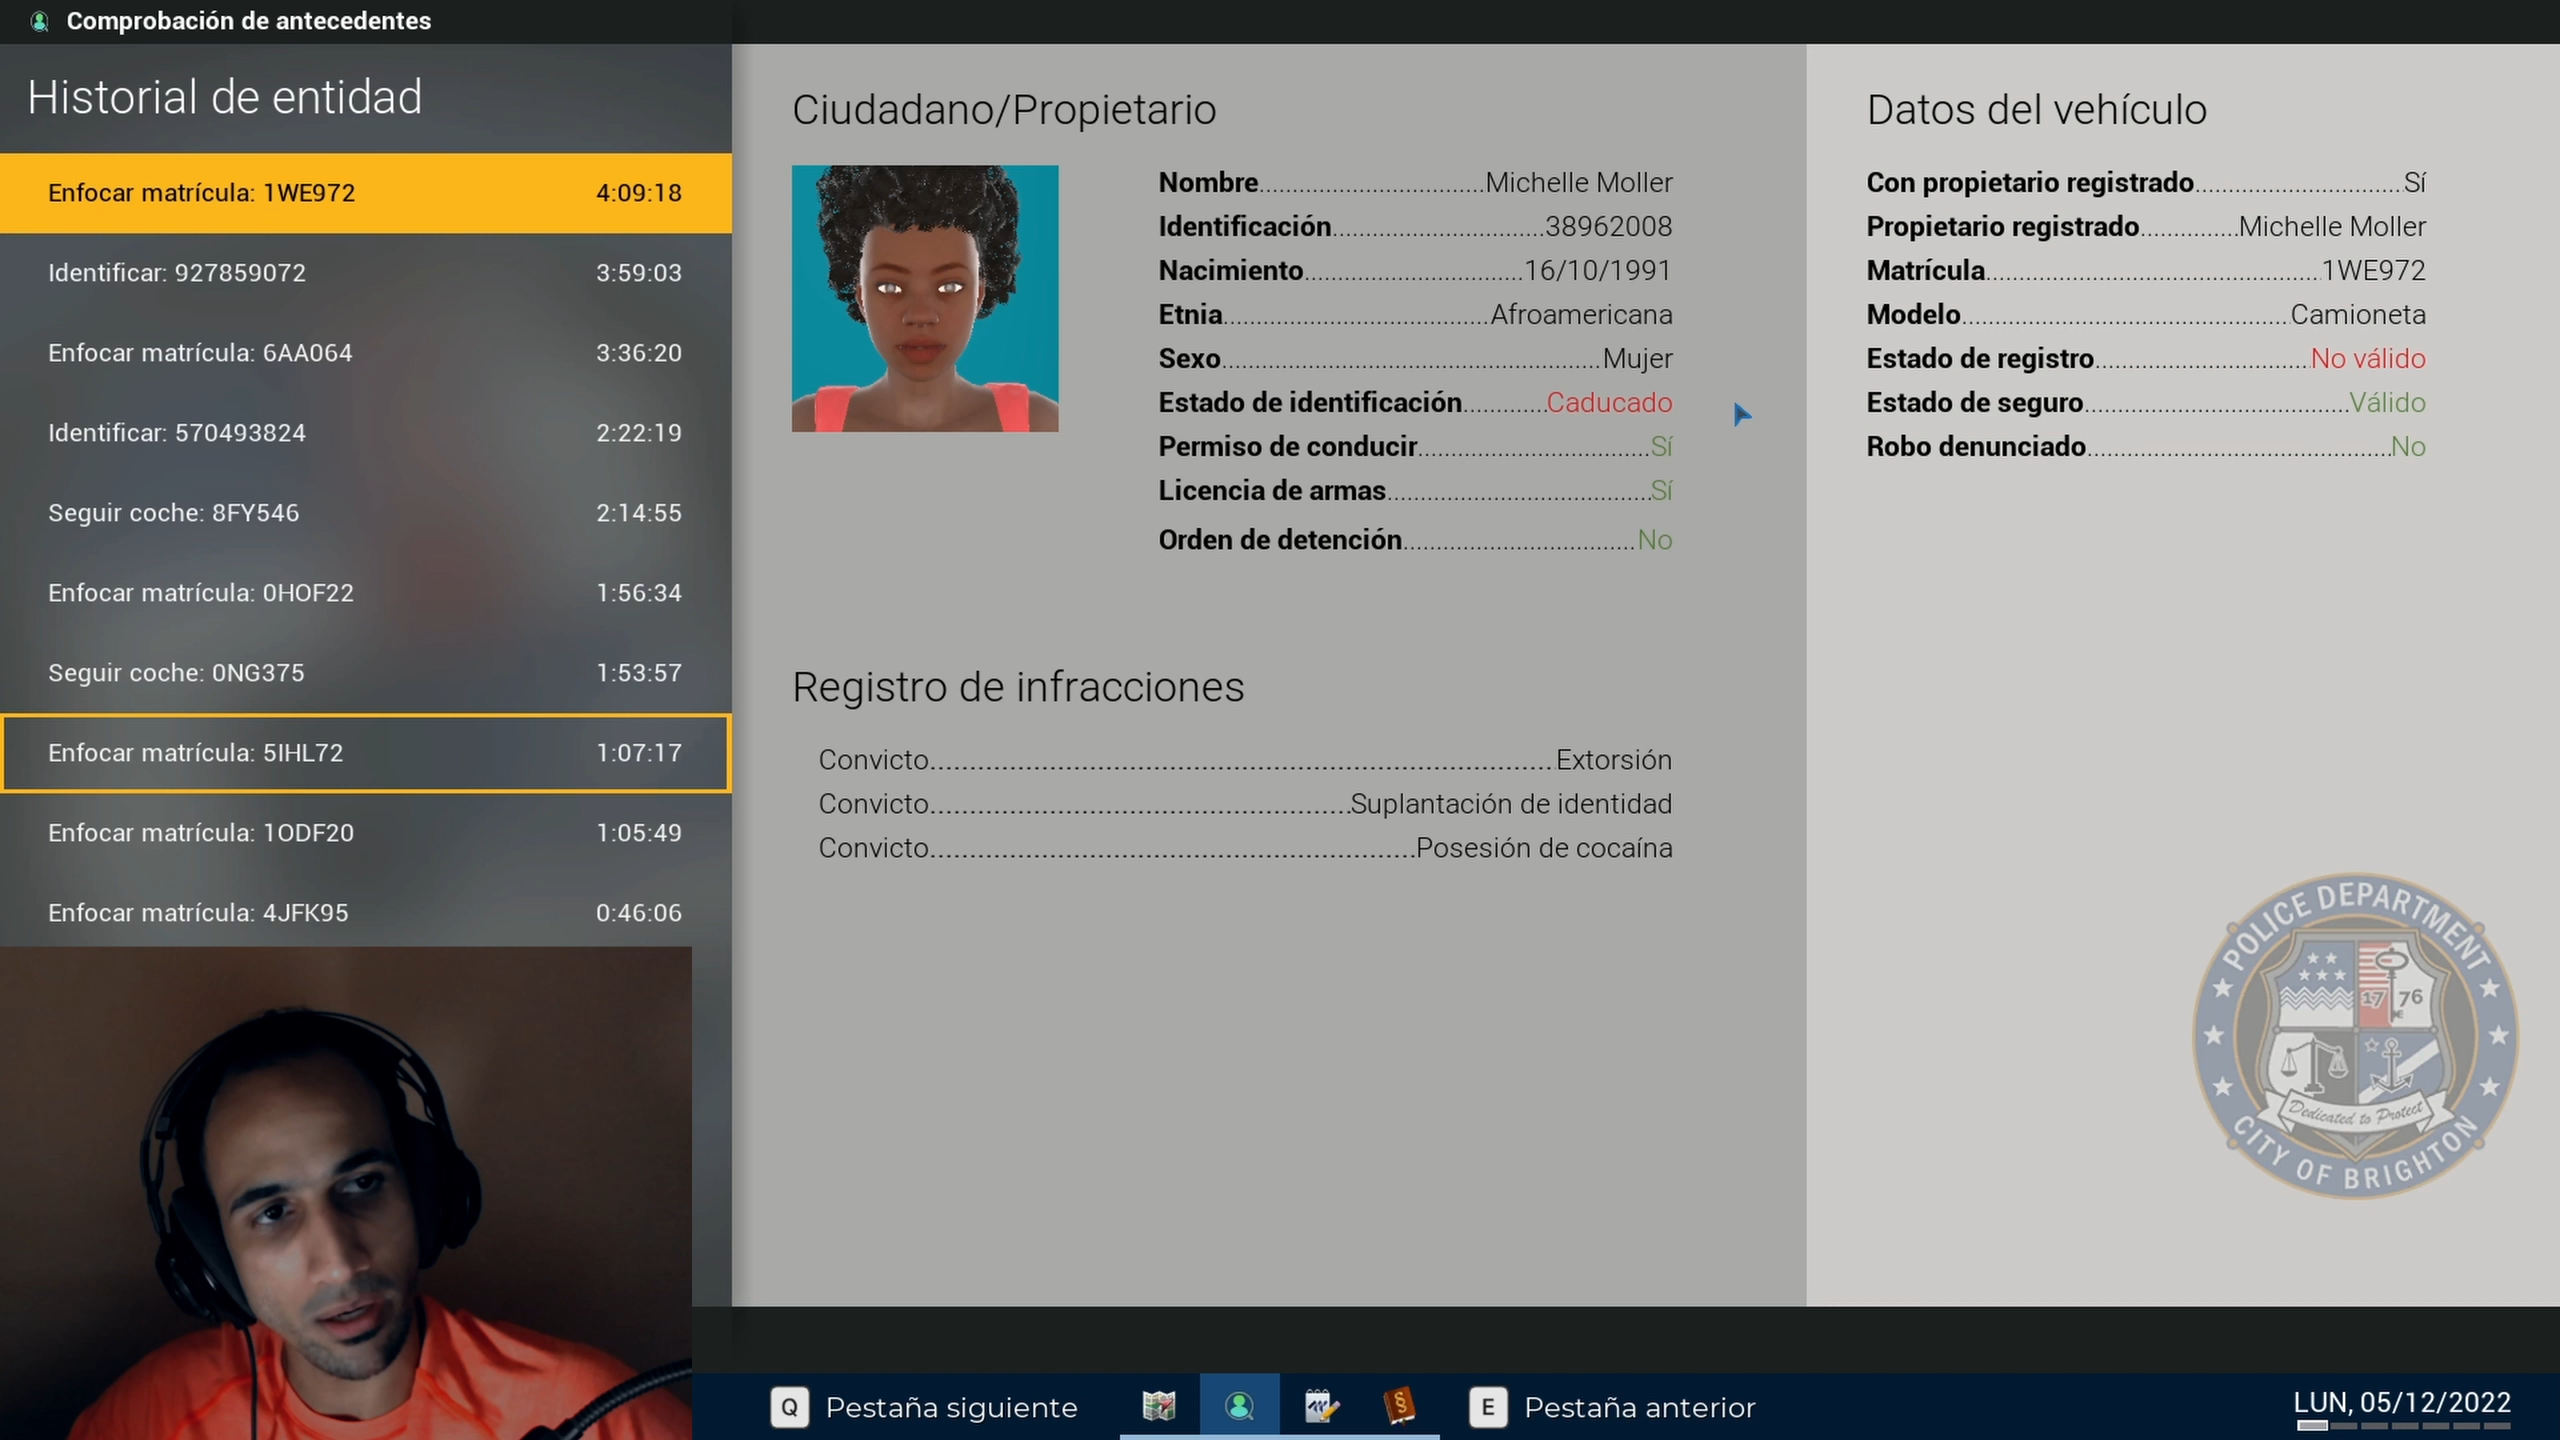 Comprobación de antecedentes
Historial de entidad
Enfocar matrícula: 1WE972 4:09:18
Identificar: 927859072 3:59:03
Enfocar matrícula: 6AA064 3:36:20
Identificar: 570493824 2:22:19
Seguir coche: 8FY546 2:14:55
Enfocar matrícula: 0HOF22 1:56:34
Seguir coche: 0NG375 1:53:57
Enfocar matrícula: 5IHL72 1:07:17
Enfocar matrícula: 1ODF20 1:05:49
Enfocar matrícula: 4JFK95 0:46:06
Ciudadano/Propietario
Nombre Michelle Moller
Identificación 38962008
Nacimiento 16/10/1991
Etnia Afroamericana
Sexo Mujer
Estado de identificación Caducado
Permiso de conducir Sí
Licencia de armas Sí
Orden de detención No
Registro de infracciones
Convicto Extorsión
Convicto Suplantación de identidad
Convicto Posesión de cocaína
Datos del vehículo
Con propietario registrado Sí
Propietario registrado Michelle Moller
Matrícula 1WE972
Modelo Camioneta
Estado de registro No válido
Estado de seguro Válido
Robo denunciado No
POLICE DEPARTMENT
17 76
Dedicated to Protect
CITY OF BRIGHTON
Q Pestaña siguiente
§
E Pestaña anterior
LUN, 05/12/2022